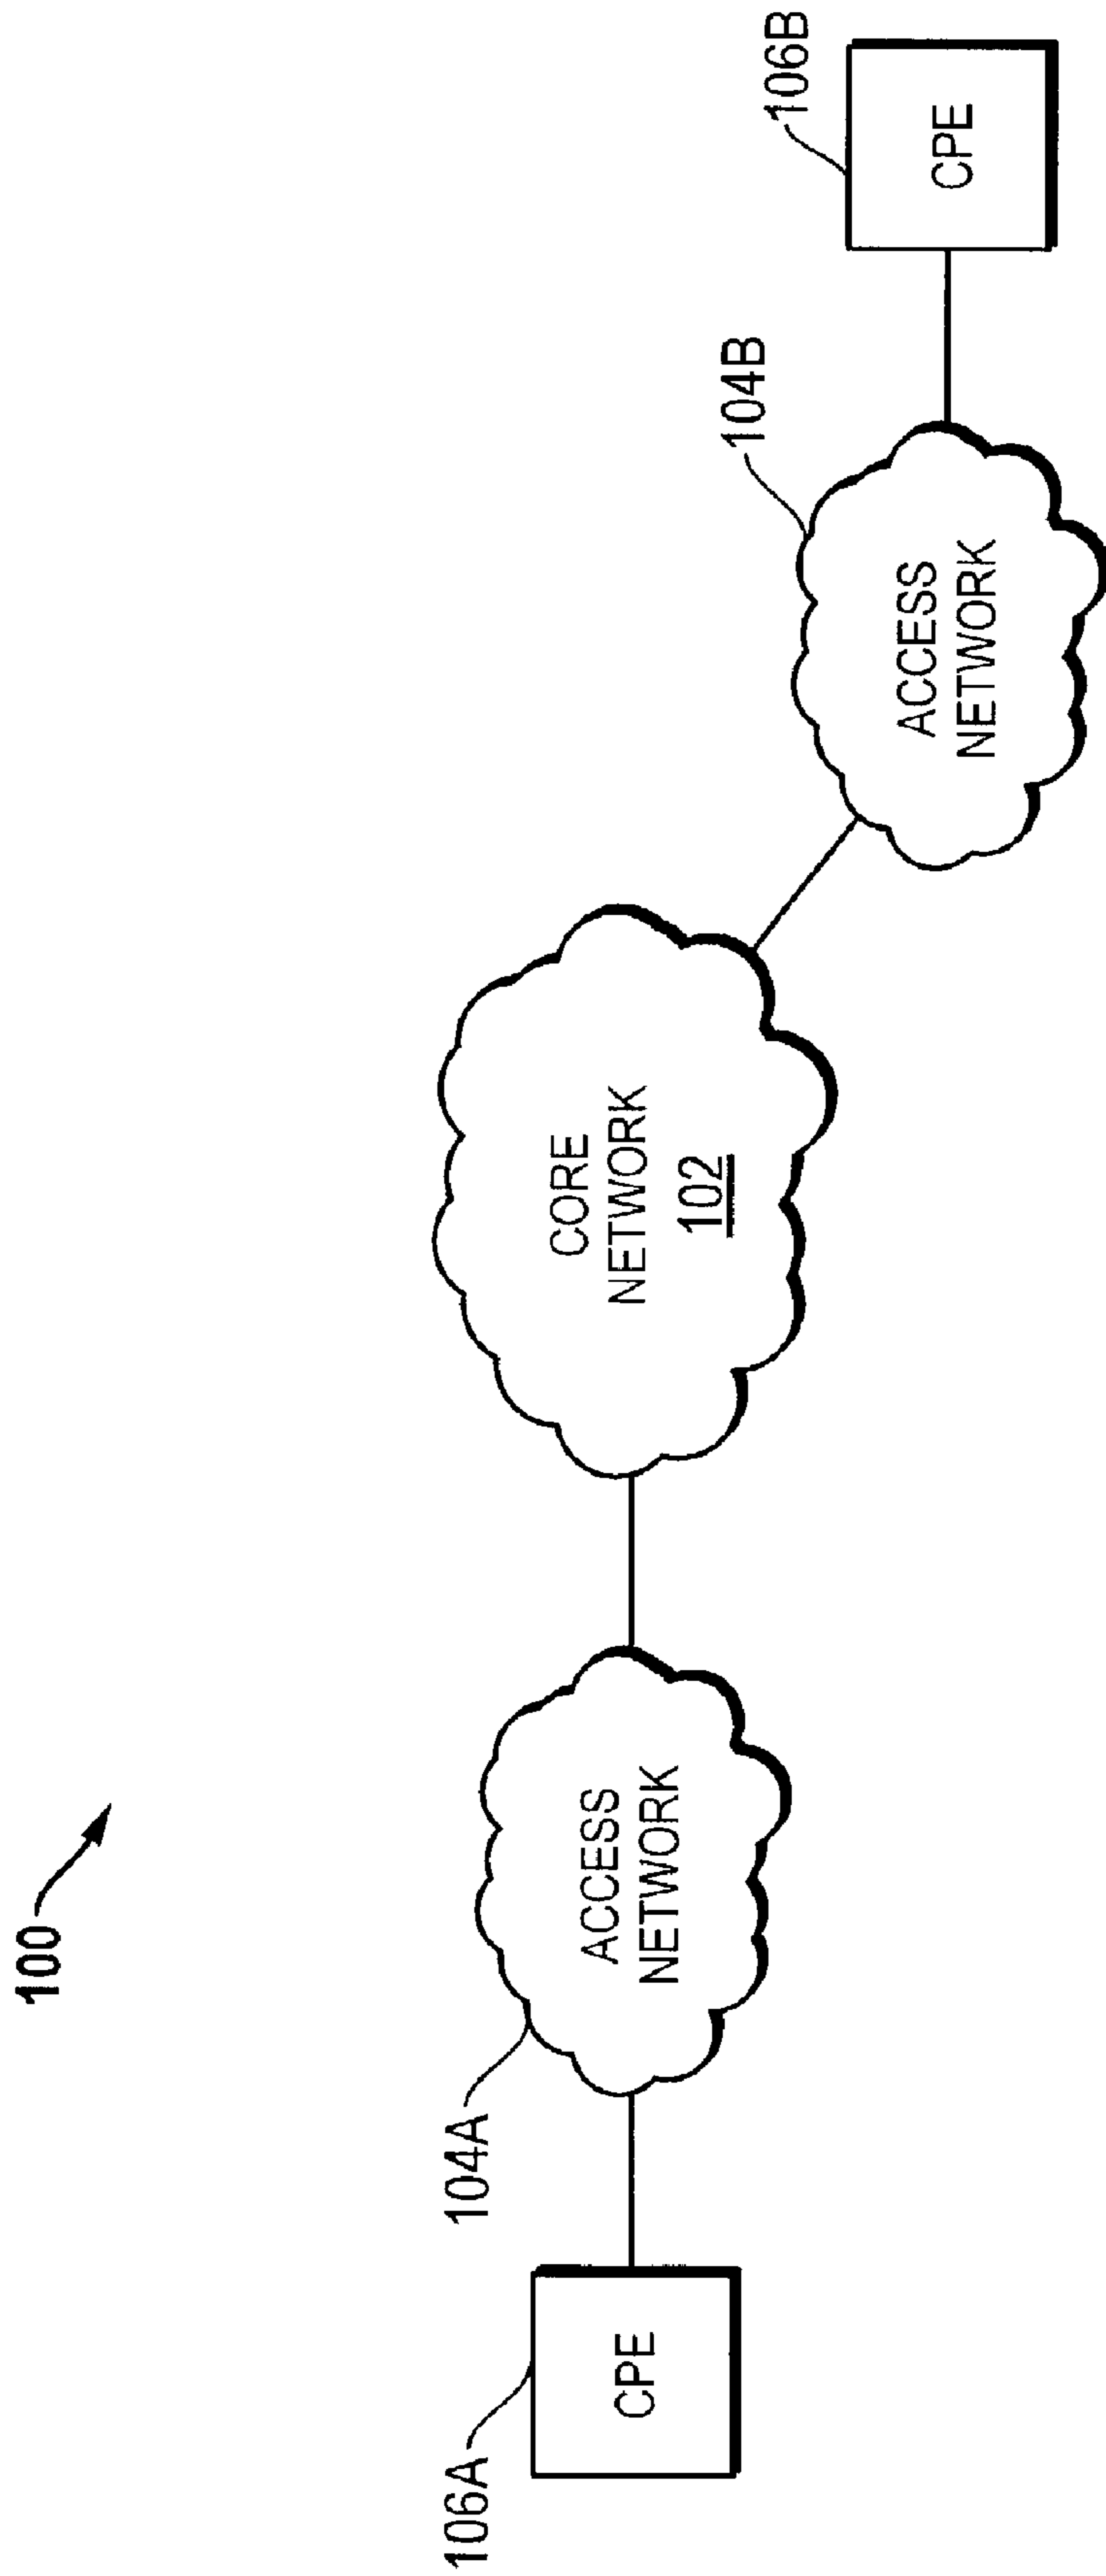 100
106A
CPE
104A
ACCESS
NETWORK
CORE
NETWORK
102
104B
ACCESS
NETWORK
106B
CPE